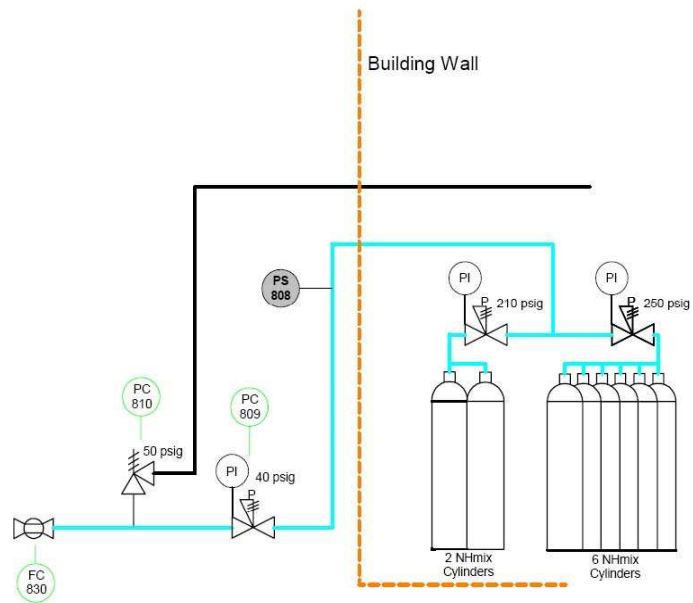 Building Wall
PS
808
PI
P
210 psig
PI
P
250 psig
PC
810
PC
809
50 psig
PI
40 psig
P
FC
830
2 NHmix
Cylinders
6 NHmix
Cylinders